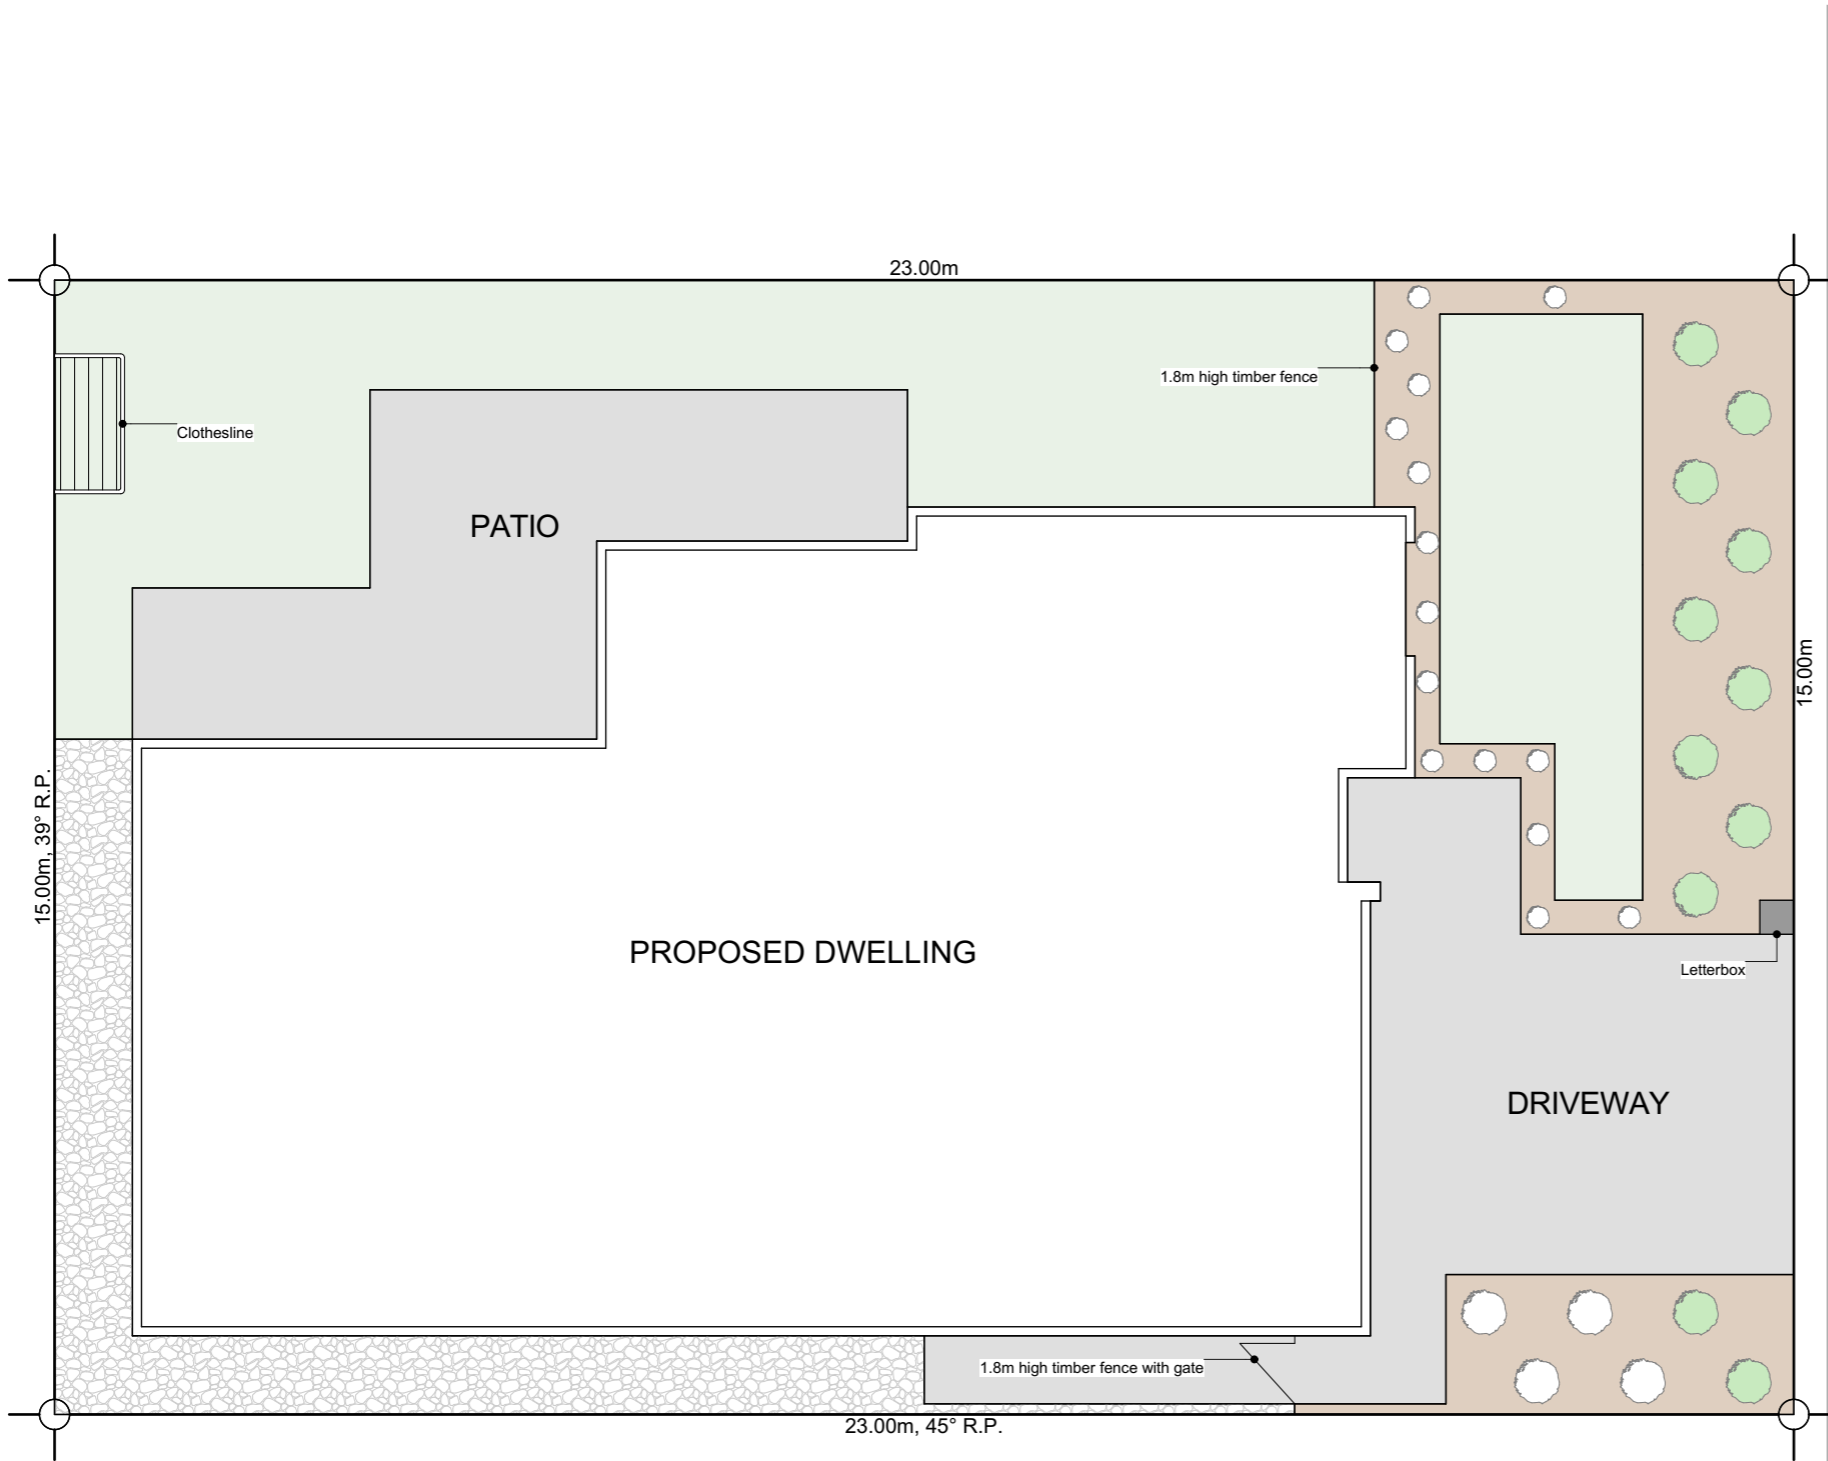 23.00m
1.8m high timber fence
Clothesline
PATIO
15.00m
15.00m, 39° R.P.
PROPOSED DWELLING
Letterbox
DRIVEWAY
1.8m high timber fence with gate
23.00m, 45° R.P.